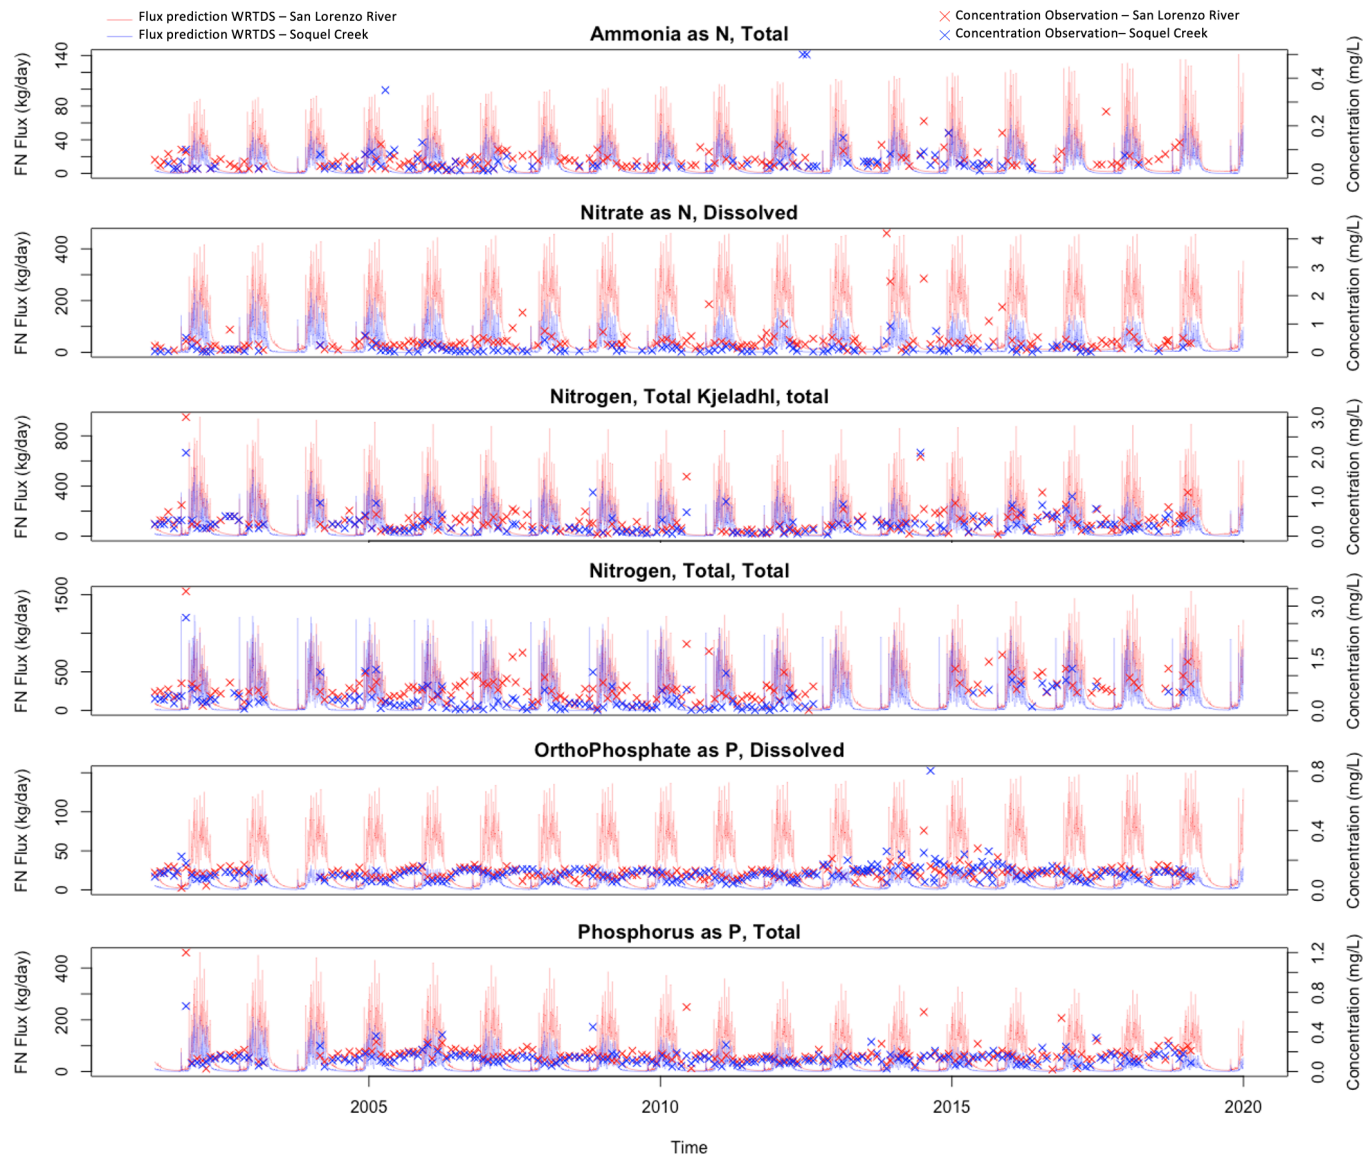 Flux prediction WRTDS – San Lorenzo River
Flux prediction WRTDS – Soquel Creek
Concentration Observation – San Lorenzo River
Concentration Observation– Soquel Creek
Ammonia as N, Total
FN Flux (kg/day)
0 40 80 140
0.0 0.2 0.4
Concentration (mg/L)
Nitrate as N, Dissolved
FN Flux (kg/day)
0 200 400
0 1 2 3 4
Concentration (mg/L)
Nitrogen, Total Kjeladhl, total
FN Flux (kg/day)
0 400 800
0.0 1.0 2.0 3.0
Concentration (mg/L)
Nitrogen, Total, Total
FN Flux (kg/day)
0 500 1500
0.0 1.5 3.0
Concentration (mg/L)
OrthoPhosphate as P, Dissolved
FN Flux (kg/day)
0 50 100
0.0 0.4 0.8
Concentration (mg/L)
Phosphorus as P, Total
FN Flux (kg/day)
0 200 400
0.0 0.4 0.8 1.2
Concentration (mg/L)
2005 2010 2015 2020
Time